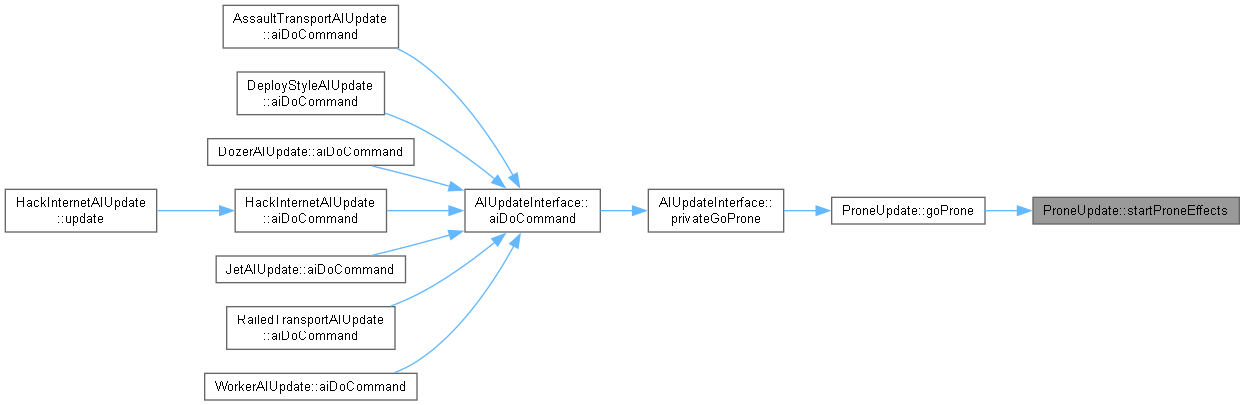 AssaultTransportAIUpdate
::aiDoCommand
DeployStyleAIUpdate
::aiDoCommand
DozerAIUpdate::aiDoCommand
HackInternetAIUpdate
::update
HackInternetAIUpdate
::aiDoCommand
AIUpdateInterface::
aiDoCommand
AIUpdateInterface::
privateGoProne
ProneUpdate::goProne
ProneUpdate::startProneEffects
JetAIUpdate::aiDoCommand
RailedTransportAIUpdate
::aiDoCommand
WorkerAIUpdate::aiDoCommand